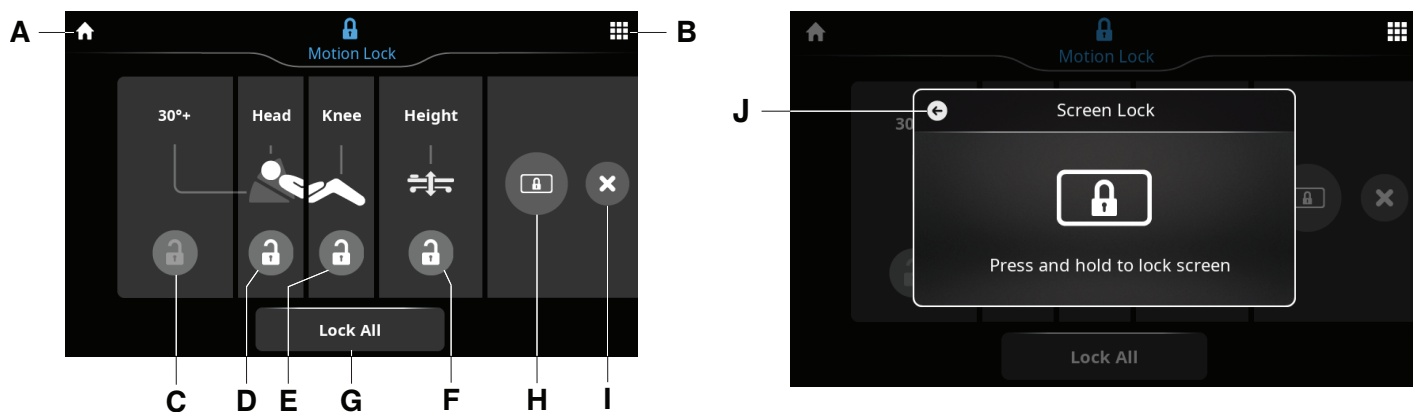 A
B
Motion Lock
30°+
Head
Knee
Height
Lock All
C
D
E
G
F
H
I
Motion Lock
J
Screen Lock
30
Press and hold to lock screen
Lock All